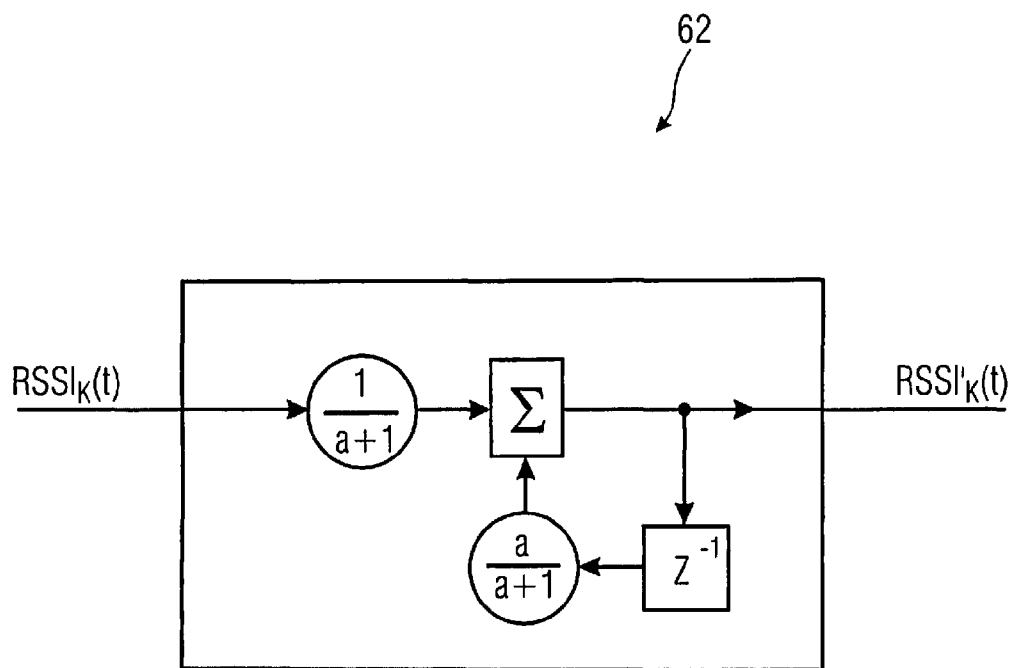 62
RSSI_K(t)
1
a+1
Σ
RSSI'_K(t)
a
a+1
Z^-1